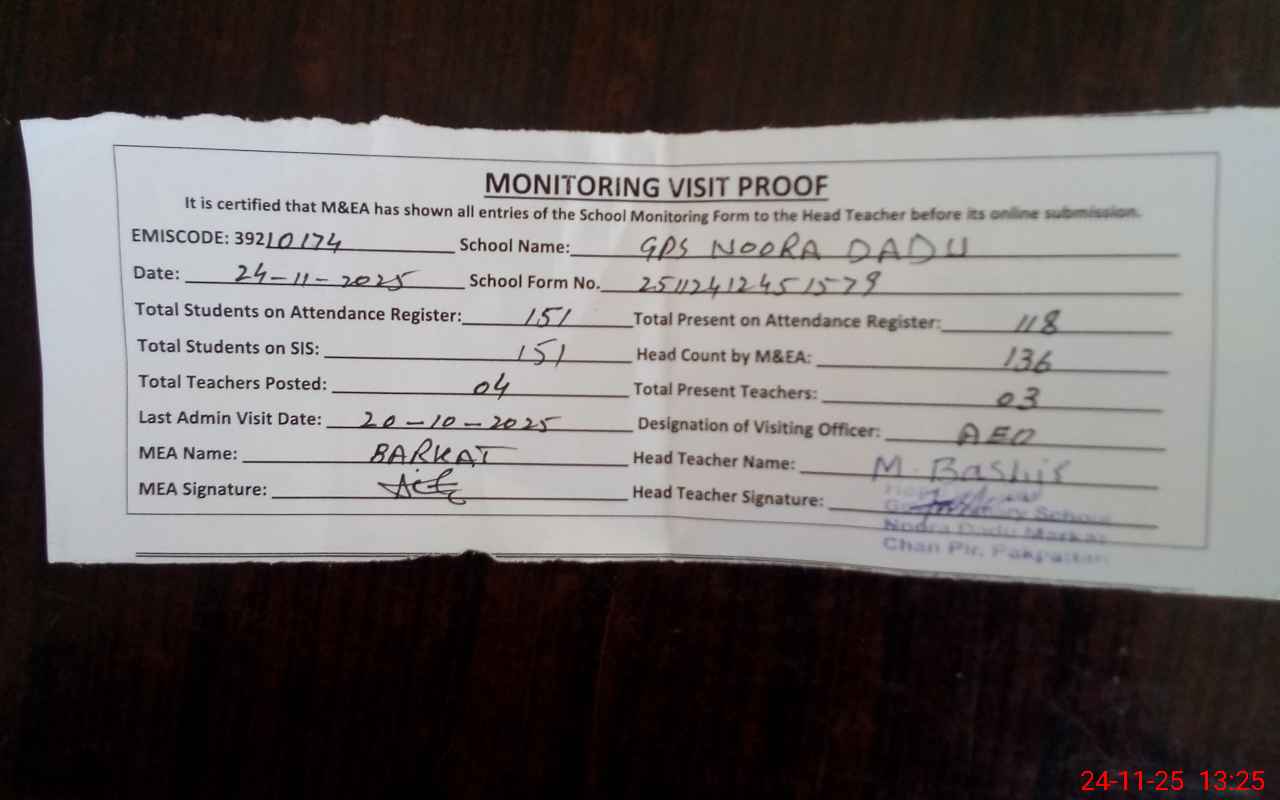 MONITORING VISIT PROOF
It is certified that M&EA has shown all entries of the School Monitoring Form to the Head Teacher before its online submission.
EMISCODE: 39210174 School Name: GPS NOORA DADU
Date: 24-11-2025 School Form No. 2511241245 1579
Total Students on Attendance Register: 151 Total Present on Attendance Register: 118
Total Students on SIS: 151 Head Count by M&EA: 136
Total Teachers Posted: 04 Total Present Teachers: 03
Last Admin Visit Date: 20-10-2025 Designation of Visiting Officer: AEO
MEA Name: BARKAT Head Teacher Name: M. Bashir
MEA Signature: Head Teacher Signature:
School
Noora Dadu Markaz
Chan Pir, Pakpattan
24-11-25 13:25